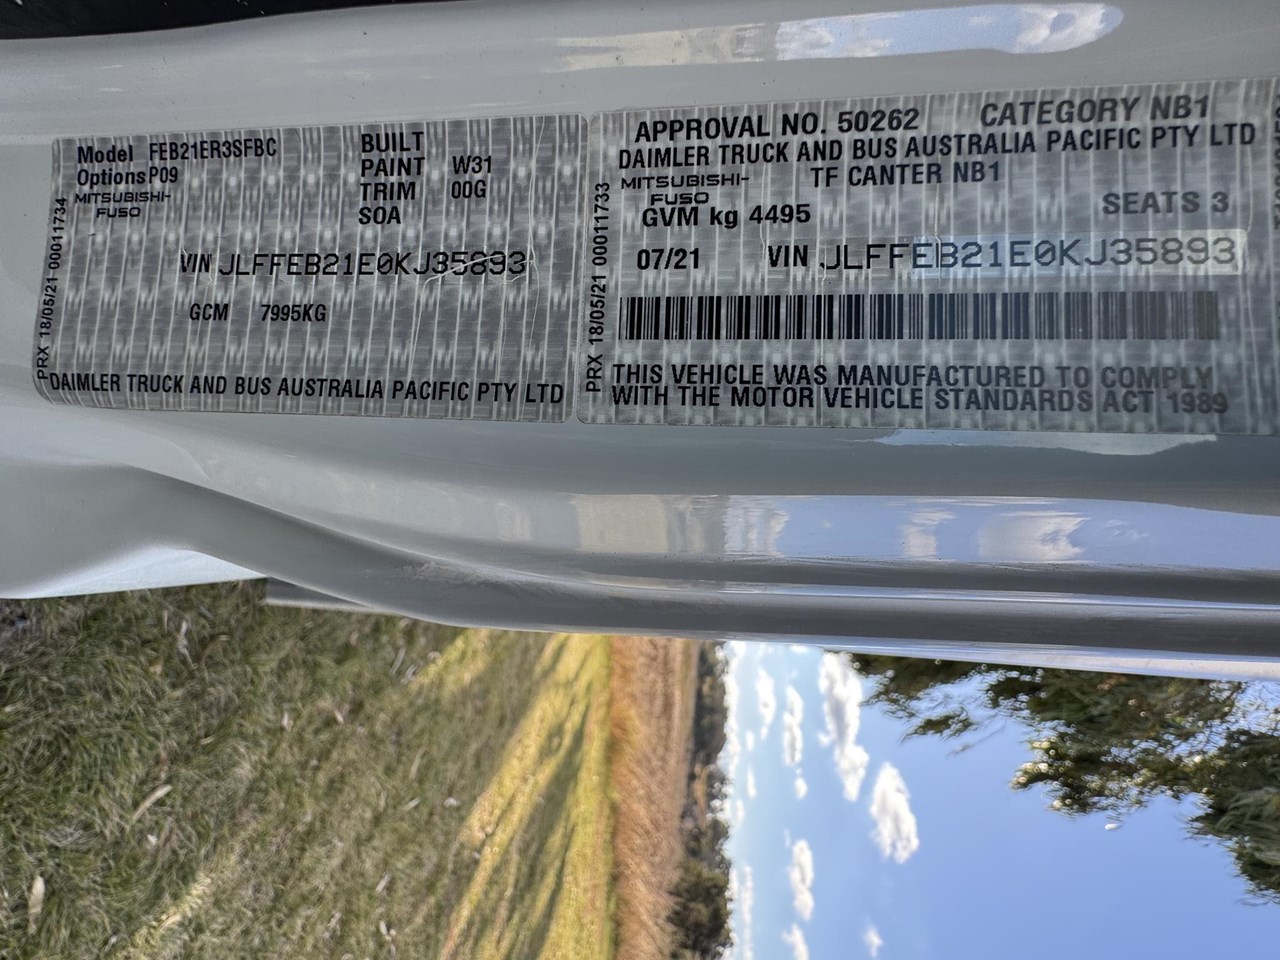 Model FEB21ER3SFBC
Options P09
MITSUBISHI-
FUSO
BUILT
PAINT W31
TRIM 00G
SOA
VIN JLFFEB21E0KJ35893
GCM 7995KG
DAIMLER TRUCK AND BUS AUSTRALIA PACIFIC PTY LTD
PRX 18/05/21 00011734
APPROVAL NO. 50262 CATEGORY NB1
DAIMLER TRUCK AND BUS AUSTRALIA PACIFIC PTY LTD
MITSUBISHI-
FUSO
TF CANTER NB1
GVM kg 4495 SEATS 3
07/21 VIN JLFFEB21E0KJ35893
THIS VEHICLE WAS MANUFACTURED TO COMPLY
WITH THE MOTOR VEHICLE STANDARDS ACT 1989
PRX 18/05/21 00011733